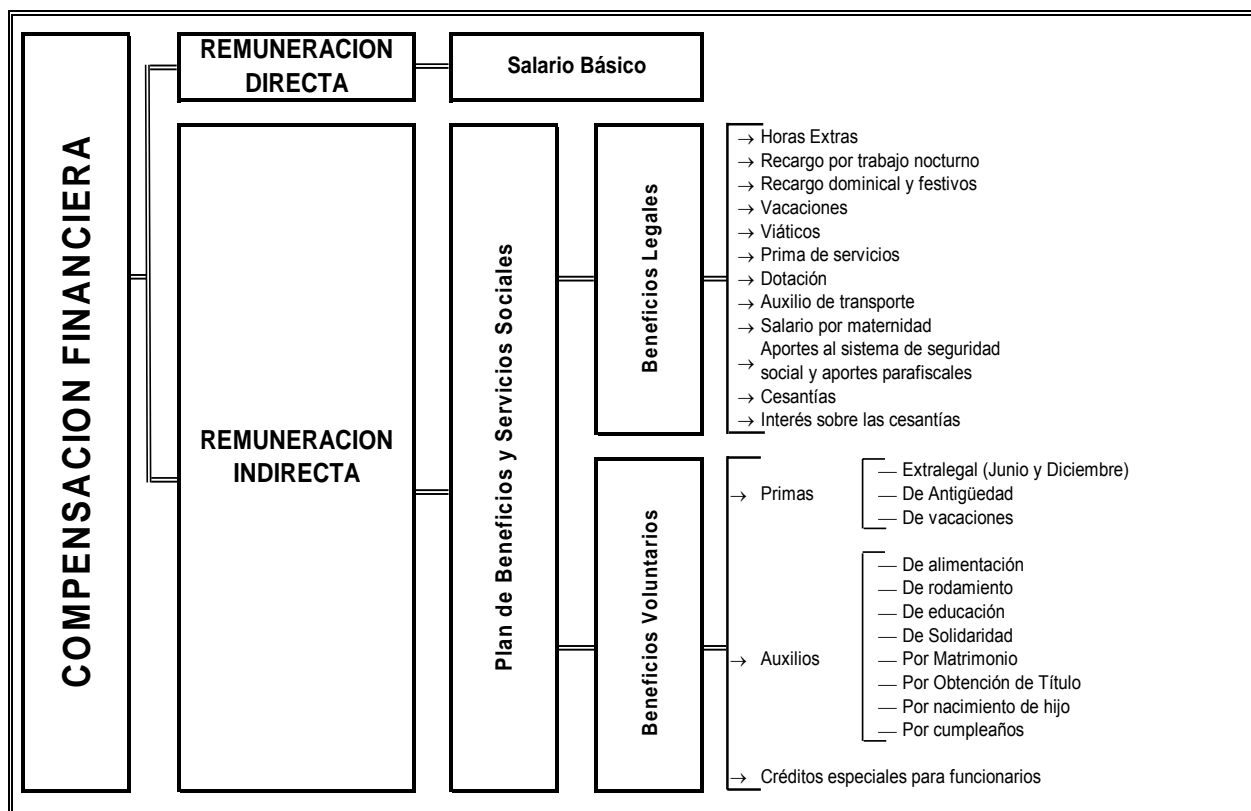 COMPENSACION FINANCIERA
REMUNERACION
DIRECTA
Salario Básico
REMUNERACION
INDIRECTA
Plan de Beneficios y Servicios Sociales
Beneficios Legales
→ Horas Extras
→ Recargo por trabajo nocturno
→ Recargo dominical y festivos
→ Vacaciones
→ Viáticos
→ Prima de servicios
→ Dotación
→ Auxilio de transporte
→ Salario por maternidad
→ Aportes al sistema de seguridad
social y aportes parafiscales
→ Cesantías
→ Interés sobre las cesantías
Beneficios Voluntarios
→ Primas
— Extralegal (Junio y Diciembre)
— De Antigüedad
— De vacaciones
→ Auxilios
— De alimentación
— De rodamiento
— De educación
— De Solidaridad
— Por Matrimonio
— Por Obtención de Título
— Por nacimiento de hijo
— Por cumpleaños
→ Créditos especiales para funcionarios